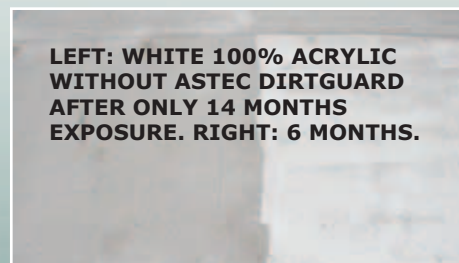 LEFT: WHITE 100% ACRYLIC
WITHOUT ASTEC DIRTGUARD
AFTER ONLY 14 MONTHS
EXPOSURE. RIGHT: 6 MONTHS.